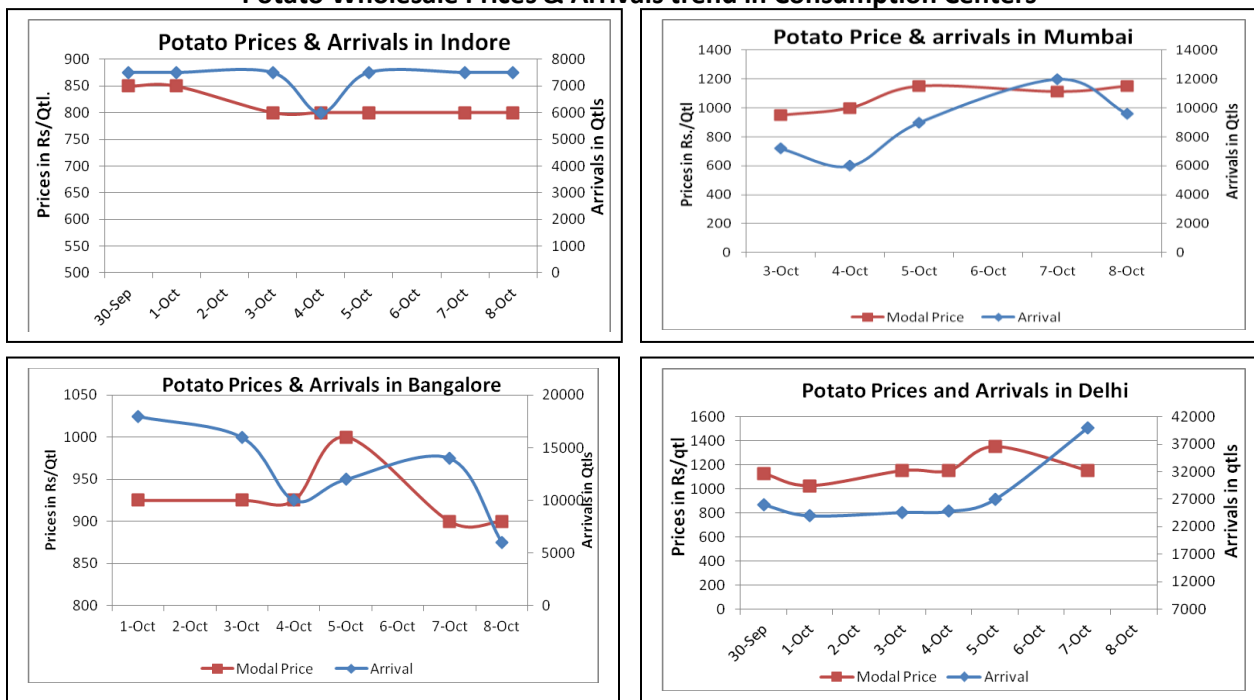 Potato Wholesale Prices & Arrivals trend in Consumption Centers
Potato Prices & Arrivals in Indore
Prices in Rs/Qtl.
900
850
800
750
700
650
600
550
500
8000
7000
6000
5000
4000
3000
2000
1000
0
Arrivals in Qtls
30-Sep
1-Oct
2-Oct
3-Oct
4-Oct
5-Oct
6-Oct
7-Oct
8-Oct
Potato Price & arrivals in Mumbai
Prices in Rs./Qtl
1400
1200
1000
800
600
400
200
0
14000
12000
10000
8000
6000
4000
2000
0
Arrivals in Qtls
3-Oct 4-Oct 5-Oct 6-Oct 7-Oct 8-Oct
Modal Price Arrival
Potato Prices & Arrivals in Bangalore
Prices in Rs/Qtl
1050
1000
950
900
850
800
20000
15000
10000
5000
0
Arrivals in Qtls
1-Oct 2-Oct 3-Oct 4-Oct 5-Oct 6-Oct 7-Oct 8-Oct
Modal Price Arrival
Potato Prices and Arrivals in Delhi
Prices in Rs/qtl
1600
1400
1200
1000
800
600
400
200
0
42000
37000
32000
27000
22000
17000
12000
7000
Arrivals in qtls
30-Sep
1-Oct
2-Oct
3-Oct
4-Oct
5-Oct
6-Oct
7-Oct
8-Oct
Modal Price Arrival